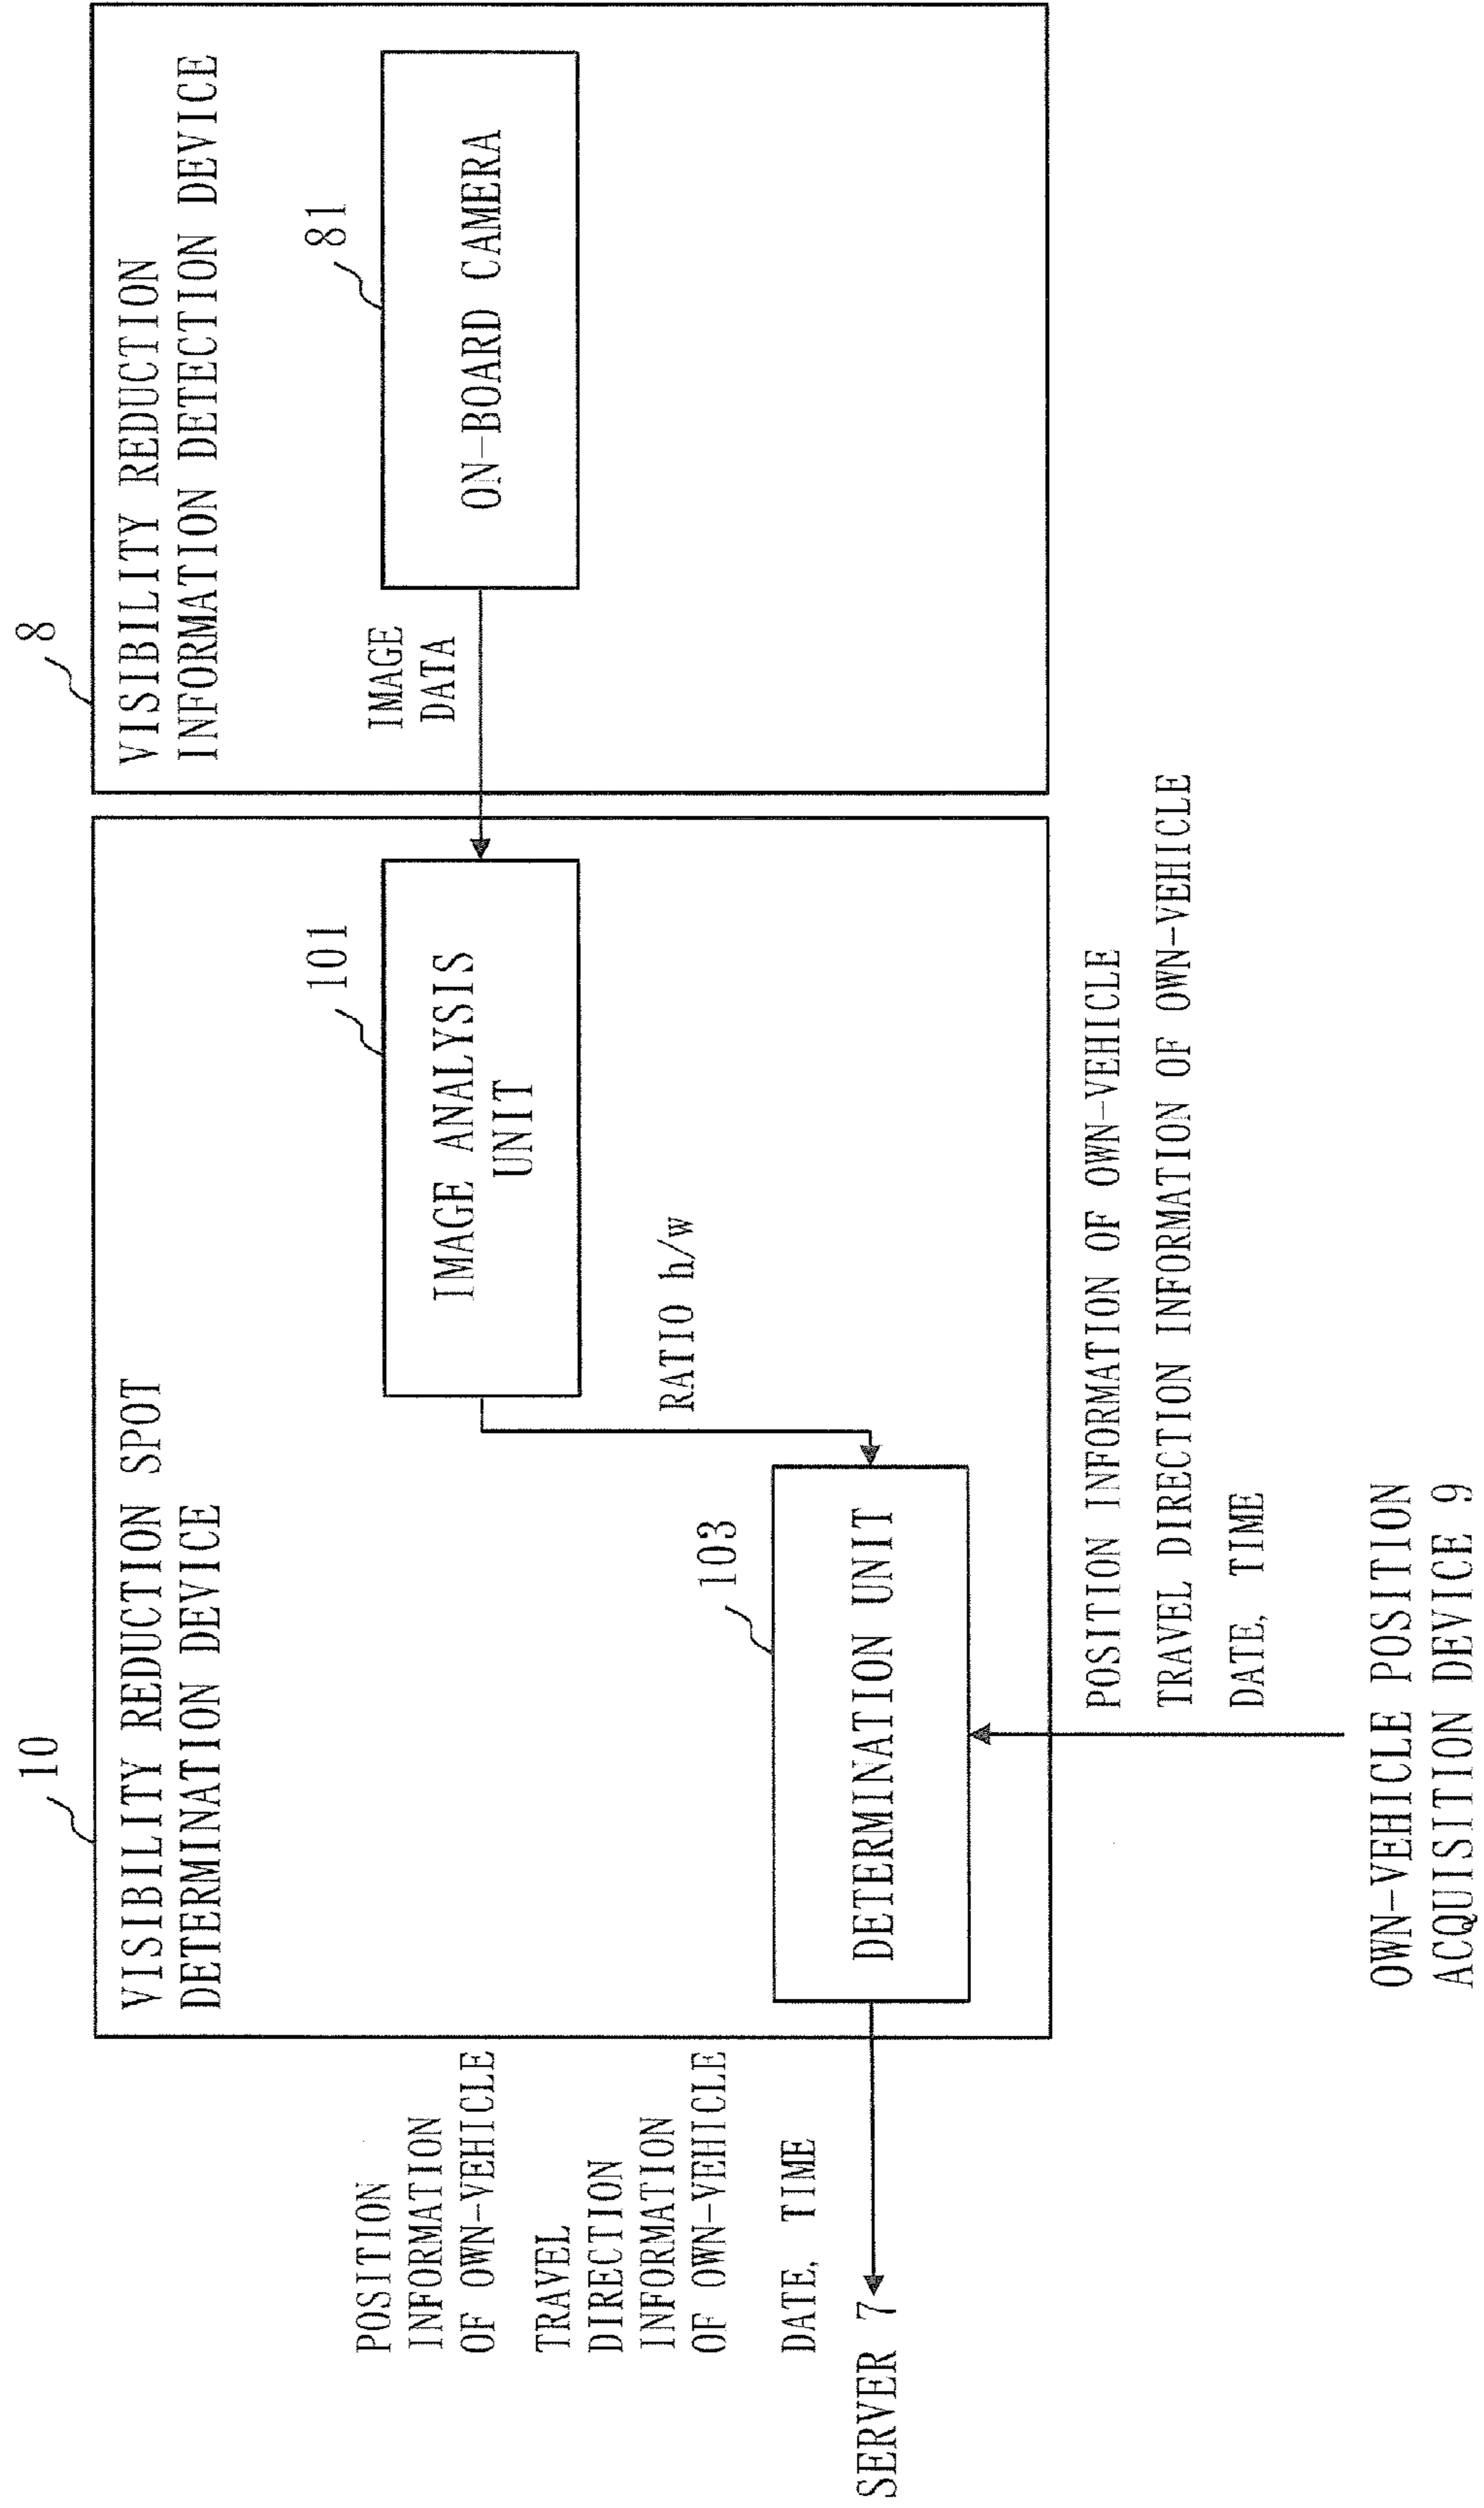 10
VISIBILITY REDUCTION SPOT
DETERMINATION DEVICE
8
VISIBILITY REDUCTION
INFORMATION DETECTION DEVICE
101
IMAGE ANALYSIS
UNIT
IMAGE
DATA
81
ON-BOARD CAMERA
RATIO h/w
103
DETERMINATION UNIT
POSITION
INFORMATION
OF OWN-VEHICLE
TRAVEL
DIRECTION
INFORMATION
OF OWN-VEHICLE
DATE, TIME
SERVER 7
POSITION INFORMATION OF OWN-VEHICLE
TRAVEL DIRECTION INFORMATION OF OWN-VEHICLE
DATE, TIME
OWN-VEHICLE POSITION
ACQUISITION DEVICE 9